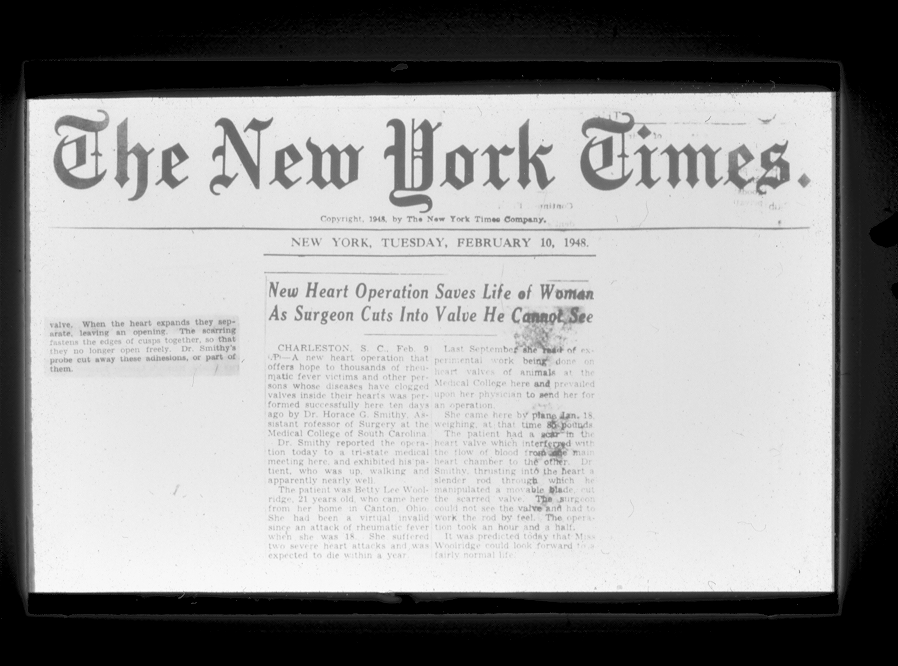 The New York Times.
Copyright, 1948, by The New York Times Company.
NEW YORK, TUESDAY, FEBRUARY 10, 1948.
New Heart Operation Saves Life of Woman
As Surgeon Cuts Into Valve He Cannot See
CHARLESTON, S. C., Feb. 9
(AP)—A new heart operation that
offers hope to thousands of rheu-
matic fever victims and other per-
sons whose diseases have clogged
valves inside their hearts was per-
formed successfully here ten days
ago by Dr. Horace G. Smithy, As-
sistant rofessor of Surgery at the
Medical College of South Carolina.
Dr. Smithy reported the opera-
tion today to a tri-state medical
meeting here, and exhibited his pa-
tient, who was up, walking and
apparently nearly well.
The patient was Betty Lee Wool-
ridge, 21 years old, who came here
from her home in Canton, Ohio.
She had been a virtual invalid
since an attack of rheumatic fever
when she was 18. She suffered
two severe heart attacks and was
expected to die within a year
Last September she read of ex-
perimental work being done on
heart valves of animals at the
Medical College here and prevailed
upon her physician to send her for
an operation.
She came here by plane Jan. 18,
weighing, at that time 85 pounds
The patient had a scar in the
heart valve which interfered with
the flow of blood from one main
heart chamber to the other. Dr.
Smithy, thrusting into the heart a
slender rod through which he
manipulated a movable blade, cut
the scarred valve. The surgeon
could not see the valve and had to
work the rod by feel. The opera-
tion took an hour and a half.
It was predicted today that Miss
Woolridge could look forward to a
fairly normal life.
valve. When the heart expands they sep-
arate, leaving an opening. The scarring
fastens the edges of cusps together, so that
they no longer open freely. Dr. Smithy's
probe cut away these adhesions, or part of
them.